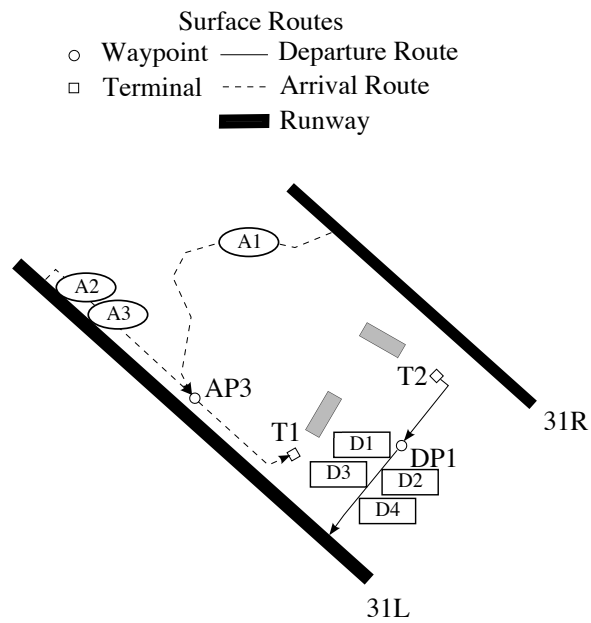 Surface Routes
Waypoint Departure Route
Terminal Arrival Route
Runway
A1
A2
A3
T2
AP3
31R
T1
D1
DP1
D3
D2
D4
31L